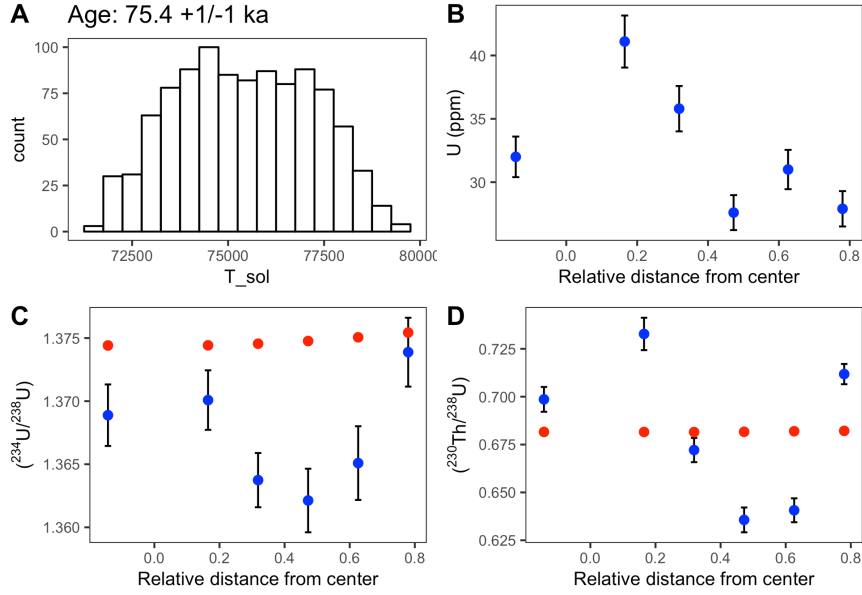 A Age: 75.4 +1/-1 ka
100
75
50
25
0
count
72500 75000 77500 80000
T_sol
B
40
35
30
U (ppm)
0.0 0.2 0.4 0.6 0.8
Relative distance from center
C
1.375
1.370
1.365
1.360
(²³⁴U/²³⁸U)
0.0 0.2 0.4 0.6 0.8
Relative distance from center
D
0.725
0.700
0.675
0.650
0.625
(²³⁰Th/²³⁸U)
0.0 0.2 0.4 0.6 0.8
Relative distance from center